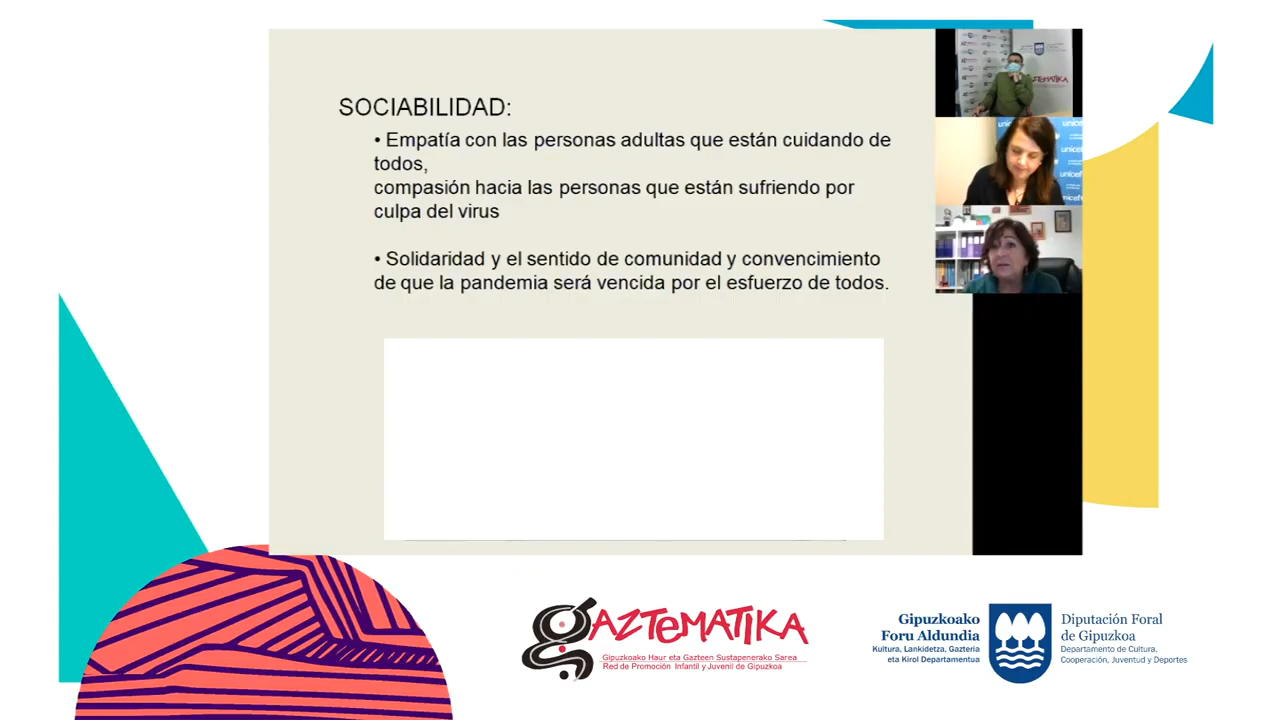 SOCIABILIDAD:
• Empatía con las personas adultas que están cuidando de
todos,
compasión hacia las personas que están sufriendo por
culpa del virus
• Solidaridad y el sentido de comunidad y convencimiento
de que la pandemia será vencida por el esfuerzo de todos.
unicef
GAZTEMATIKA
Gipuzkoako Haur eta Gazteen Sustapenerako Sarea
Red de Promoción Infantil y Juvenil de Gipuzkoa
Gipuzkoako
Foru Aldundia
Kultura, Lankidetza, Gazteria
eta Kirol Departamentua
Diputación Foral
de Gipuzkoa
Departamento de Cultura,
Cooperación, Juventud y Deportes